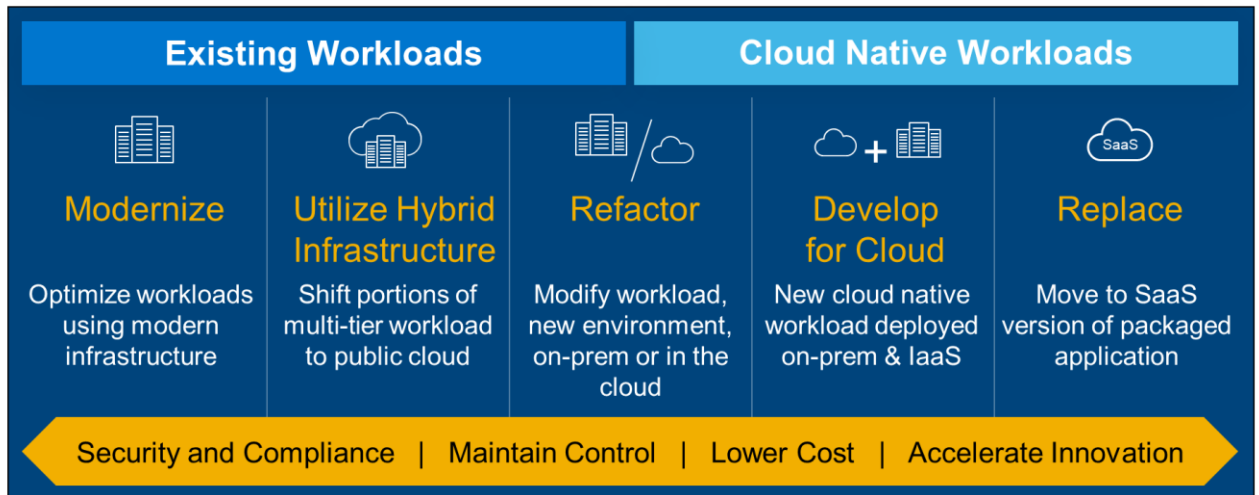 Existing Workloads
Cloud Native Workloads
Modernize
Optimize workloads
using modern
infrastructure
Utilize Hybrid
Infrastructure
Shift portions of
multi-tier workload
to public cloud
Refactor
Modify workload,
new environment,
on-prem or in the
cloud
Develop
for Cloud
New cloud native
workload deployed
on-prem & IaaS
SaaS
Replace
Move to SaaS
version of packaged
application
Security and Compliance | Maintain Control | Lower Cost | Accelerate Innovation